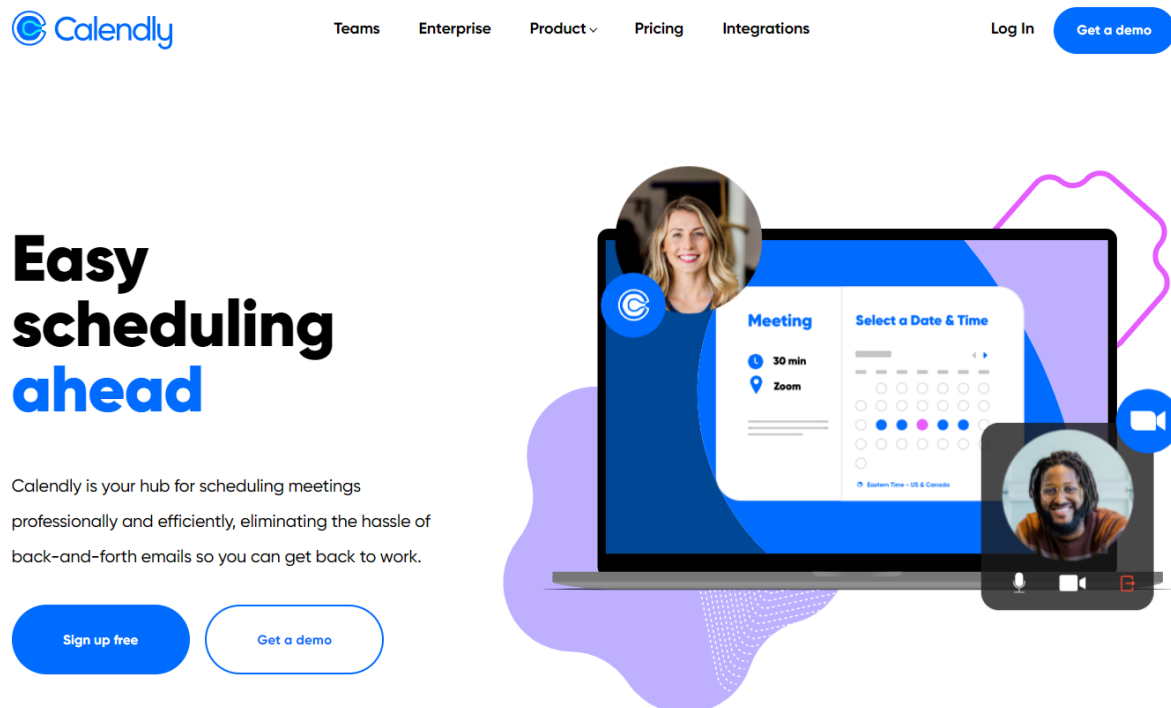 Calendly
Teams
Enterprise
Product
Pricing
Integrations
Log In
Get a demo
Easy
scheduling
ahead
Calendly is your hub for scheduling meetings
professionally and efficiently, eliminating the hassle of
back-and-forth emails so you can get back to work.
Sign up free
Get a demo
Meeting
30 min
Zoom
Select a Date & Time
Eastern Time - US & Canada